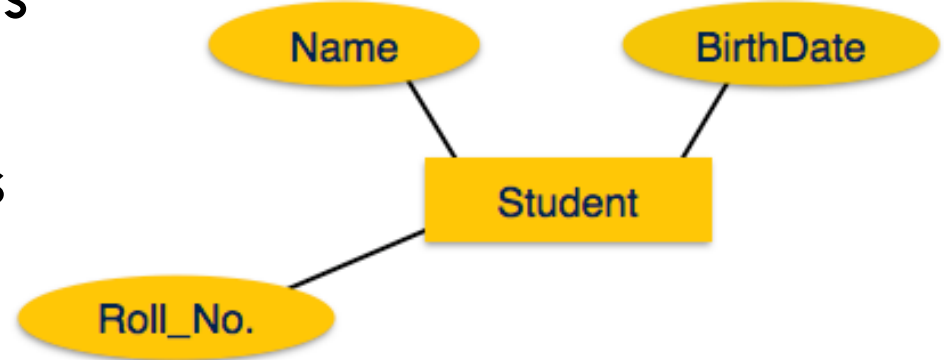 s
Name
BirthDate
s
Student
Roll_No.